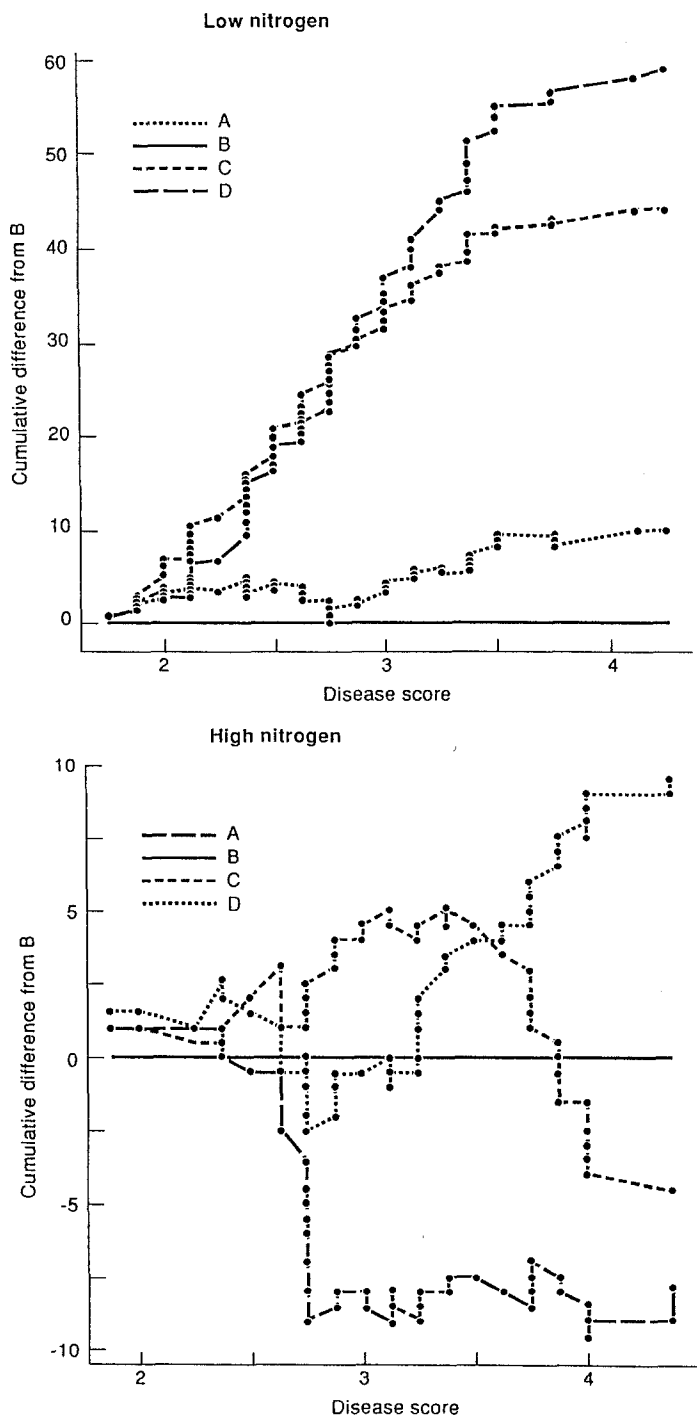 Low nitrogen
60
50
40
30
20
10
0
A
B
C
D
Cumulative difference from B
2 3 4
Disease score
High nitrogen
10
5
0
-5
-10
A
B
C
D
Cumulative difference from B
2 3 4
Disease score